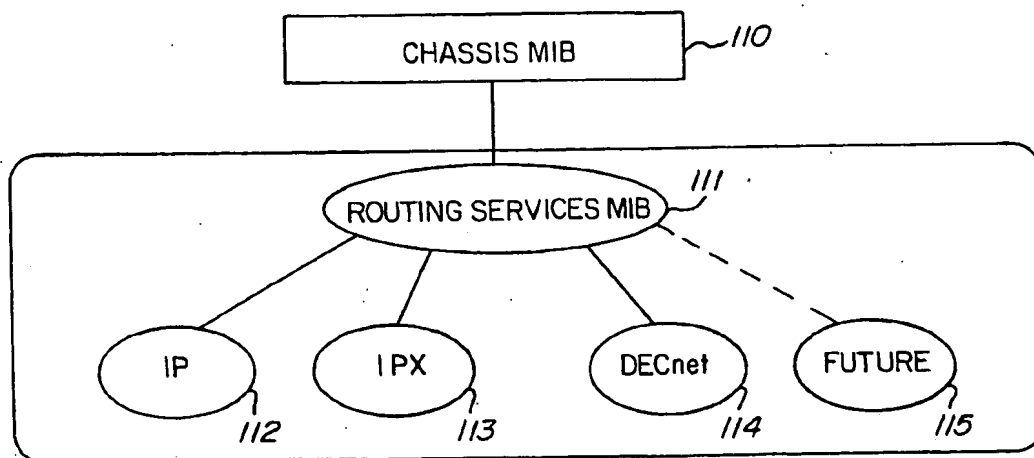 CHASSIS MIB
110
ROUTING SERVICES MIB
111
IP
IPX
DECnet
FUTURE
112
113
114
115